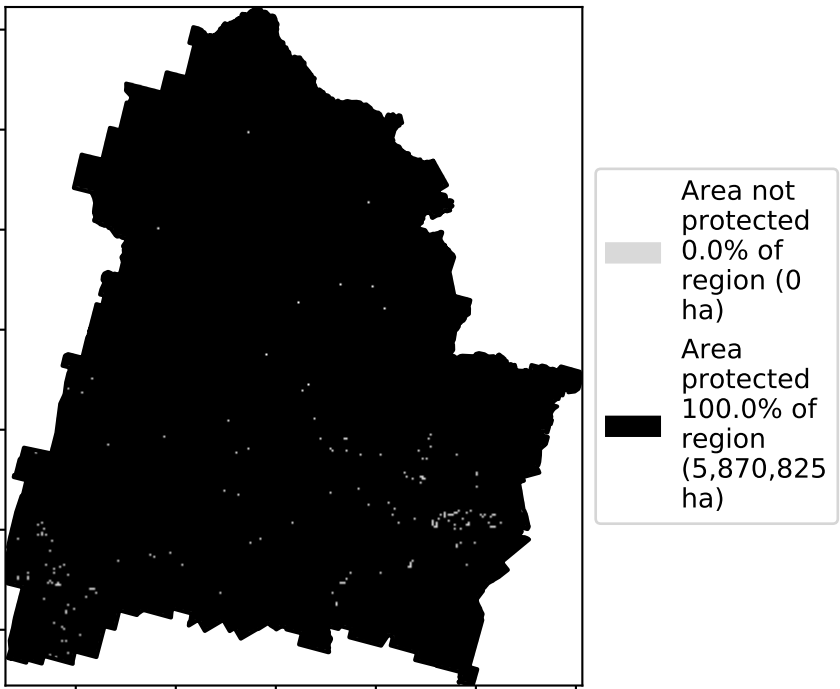 Area not
protected
0.0% of
region (0
ha)
Area
protected
100.0% of
region
(5,870,825
ha)